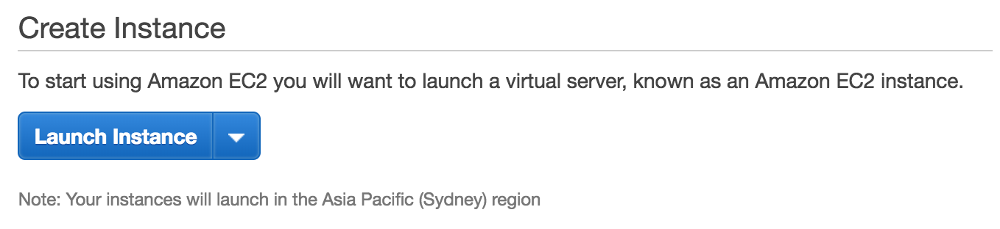 Create Instance
To start using Amazon EC2 you will want to launch a virtual server, known as an Amazon EC2 instance.
Launch Instance
Note: Your instances will launch in the Asia Pacific (Sydney) region